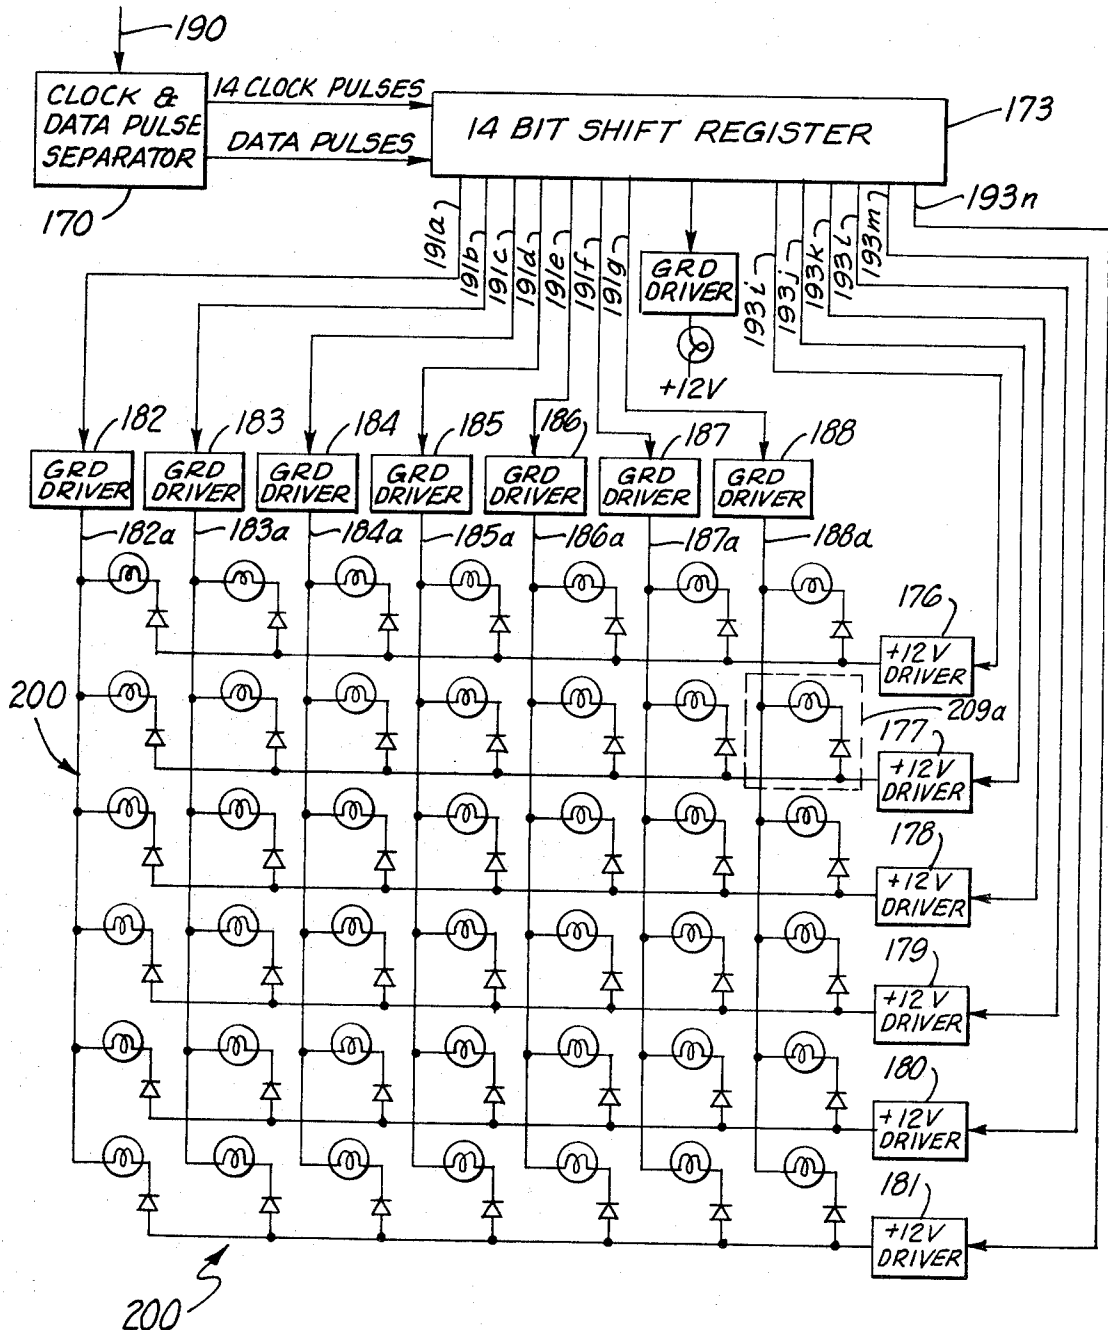 190
CLOCK &
DATA PULSE
SEPARATOR
170
14 CLOCK PULSES
DATA PULSES
14 BIT SHIFT REGISTER
173
191a
191b
191c
191d
191e
191f
191g
193i
193j
193k
193l
193m
193n
GRD
DRIVER
+12V
182
183
184
185
186
187
188
GRD
DRIVER
GRD
DRIVER
GRD
DRIVER
GRD
DRIVER
GRD
DRIVER
GRD
DRIVER
GRD
DRIVER
182a
183a
184a
185a
186a
187a
188a
176
+12V
DRIVER
200
209a
177
+12V
DRIVER
178
+12V
DRIVER
179
+12V
DRIVER
180
+12V
DRIVER
181
+12V
DRIVER
200